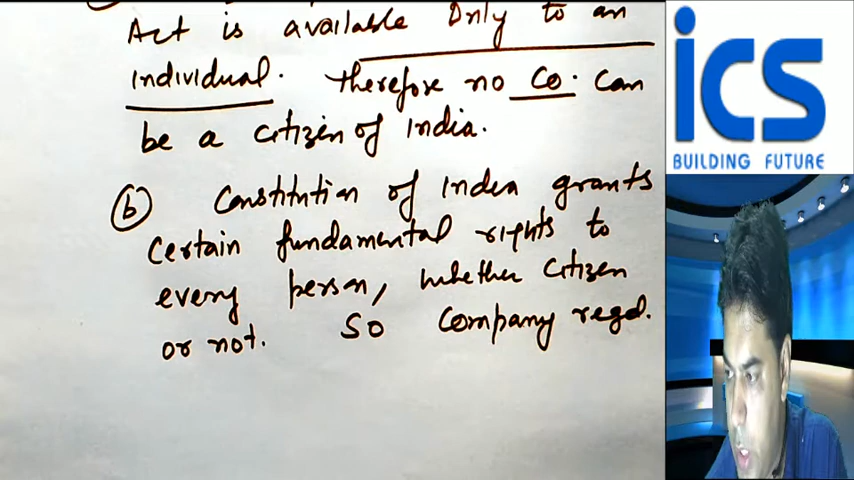 Act is available Only to an
individual. Therefore no Co. Can
be a citizen of India.
(b) Constitution of India grants
Certain fundamental rights to
every person, whether Citizen
or not. So Company regd.
iCS
BUILDING FUTURE